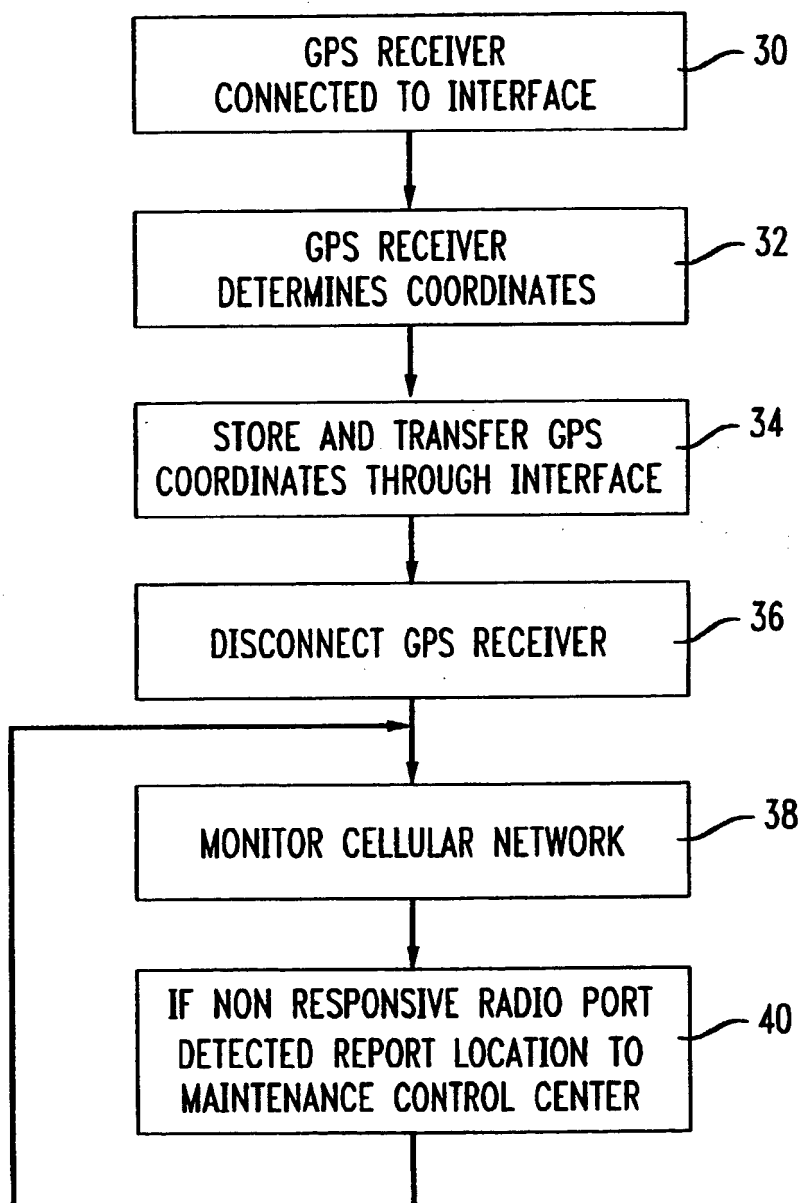 GPS RECEIVER
CONNECTED TO INTERFACE
30
GPS RECEIVER
DETERMINES COORDINATES
32
STORE AND TRANSFER GPS
COORDINATES THROUGH INTERFACE
34
DISCONNECT GPS RECEIVER
36
MONITOR CELLULAR NETWORK
38
IF NON RESPONSIVE RADIO PORT
DETECTED REPORT LOCATION TO
MAINTENANCE CONTROL CENTER
40